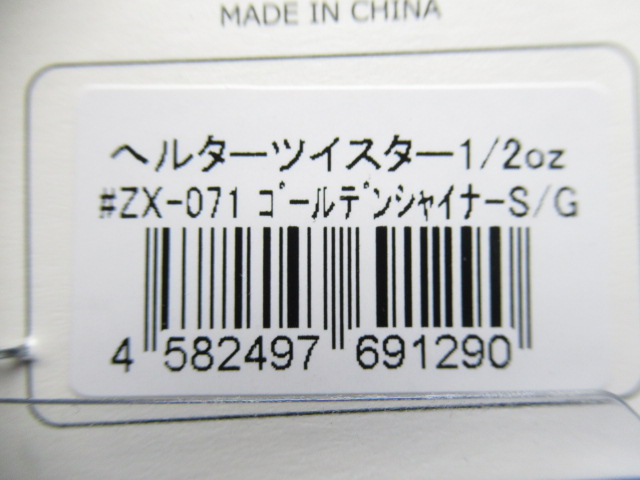 MADE IN CHINA
ヘルターツイスター1/2oz
#ZX-071 ゴールデンシャイナーS/G
4 582497 691290